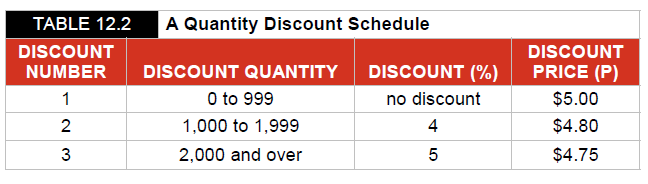 TABLE 12.2 A Quantity Discount Schedule
DISCOUNT NUMBER DISCOUNT QUANTITY DISCOUNT (%) DISCOUNT PRICE (P)
1 0 to 999 no discount $5.00
2 1,000 to 1,999 4 $4.80
3 2,000 and over 5 $4.75